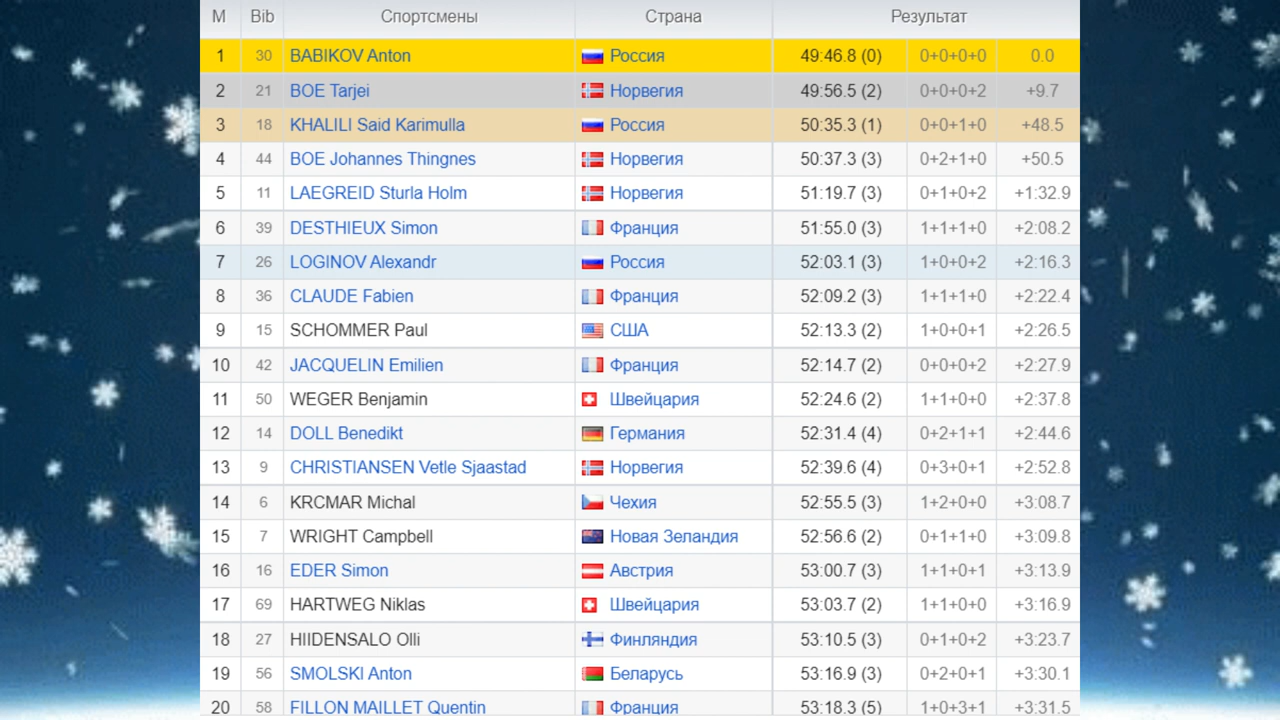 М Bib Спортсмены Страна Результат
1 30 BABIKOV Anton Россия 49:46.8 (0) 0+0+0+0 0.0
2 21 BOE Tarjei Норвегия 49:56.5 (2) 0+0+0+2 +9.7
3 18 KHALILI Said Karimulla Россия 50:35.3 (1) 0+0+1+0 +48.5
4 44 BOE Johannes Thingnes Норвегия 50:37.3 (3) 0+2+1+0 +50.5
5 11 LAEGREID Sturla Holm Норвегия 51:19.7 (3) 0+1+0+2 +1:32.9
6 39 DESTHIEUX Simon Франция 51:55.0 (3) 1+1+1+0 +2:08.2
7 26 LOGINOV Alexandr Россия 52:03.1 (3) 1+0+0+2 +2:16.3
8 36 CLAUDE Fabien Франция 52:09.2 (3) 1+1+1+0 +2:22.4
9 15 SCHOMMER Paul США 52:13.3 (2) 1+0+0+1 +2:26.5
10 42 JACQUELIN Emilien Франция 52:14.7 (2) 0+0+0+2 +2:27.9
11 50 WEGER Benjamin Швейцария 52:24.6 (2) 1+1+0+0 +2:37.8
12 14 DOLL Benedikt Германия 52:31.4 (4) 0+2+1+1 +2:44.6
13 9 CHRISTIANSEN Vetle Sjaastad Норвегия 52:39.6 (4) 0+3+0+1 +2:52.8
14 6 KRCMAR Michal Чехия 52:55.5 (3) 1+2+0+0 +3:08.7
15 7 WRIGHT Campbell Новая Зеландия 52:56.6 (2) 0+1+1+0 +3:09.8
16 16 EDER Simon Австрия 53:00.7 (3) 1+1+0+1 +3:13.9
17 69 HARTWEG Niklas Швейцария 53:03.7 (2) 1+1+0+0 +3:16.9
18 27 HIIDENSALO Olli Финляндия 53:10.5 (3) 0+1+0+2 +3:23.7
19 56 SMOLSKI Anton Беларусь 53:16.9 (3) 0+2+0+1 +3:30.1
20 58 FILLON MAILLET Quentin Франция 53:18.3 (5) 1+0+3+1 +3:31.5